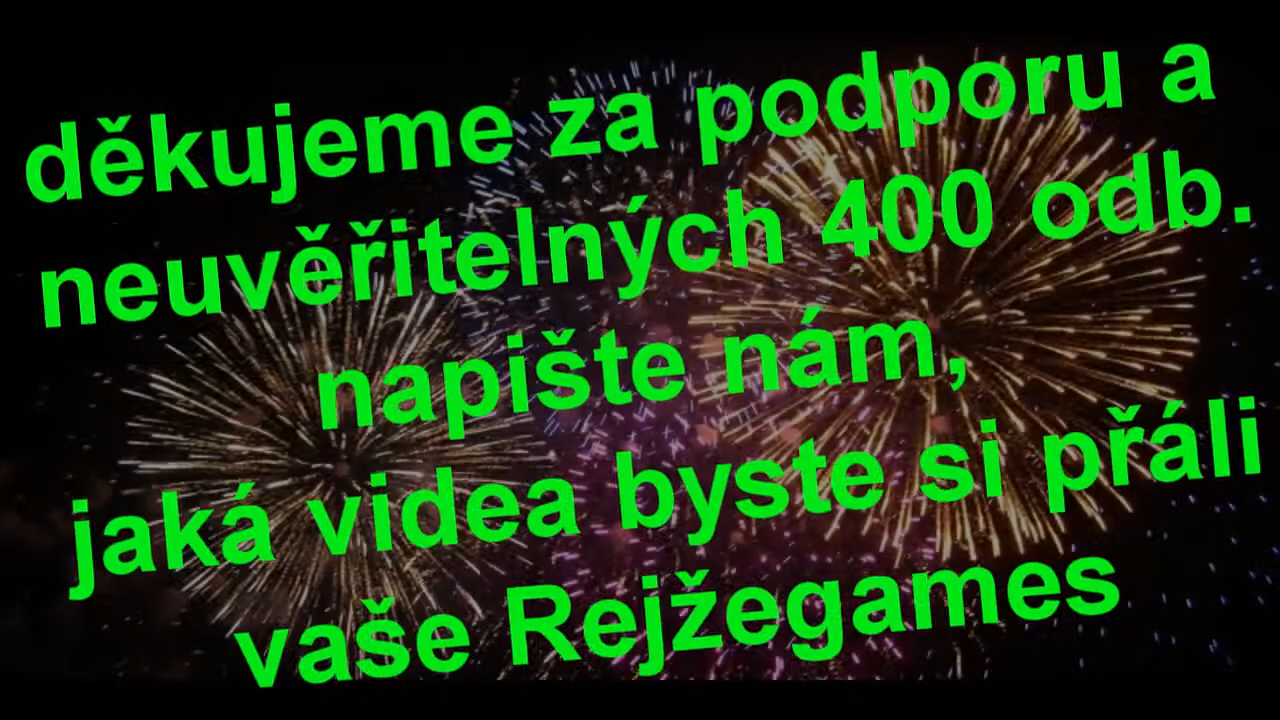 děkujeme za podporu a
neuvěřitelných 400 odb.
napište nám,
jaká videa byste si přáli
vaše Rejžegames